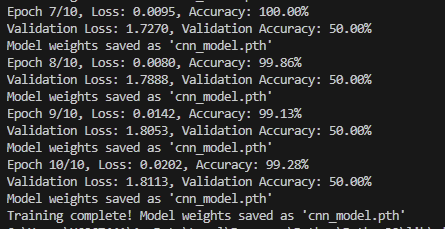 Epoch 7/10, Loss: 0.0095, Accuracy: 100.00%
Validation Loss: 1.7270, Validation Accuracy: 50.00%
Model weights saved as 'cnn_model.pth'
Epoch 8/10, Loss: 0.0080, Accuracy: 99.86%
Validation Loss: 1.7888, Validation Accuracy: 50.00%
Model weights saved as 'cnn_model.pth'
Epoch 9/10, Loss: 0.0142, Accuracy: 99.13%
Validation Loss: 1.8053, Validation Accuracy: 50.00%
Model weights saved as 'cnn_model.pth'
Epoch 10/10, Loss: 0.0202, Accuracy: 99.28%
Validation Loss: 1.8113, Validation Accuracy: 50.00%
Model weights saved as 'cnn_model.pth'
Training complete! Model weights saved as 'cnn_model.pth'